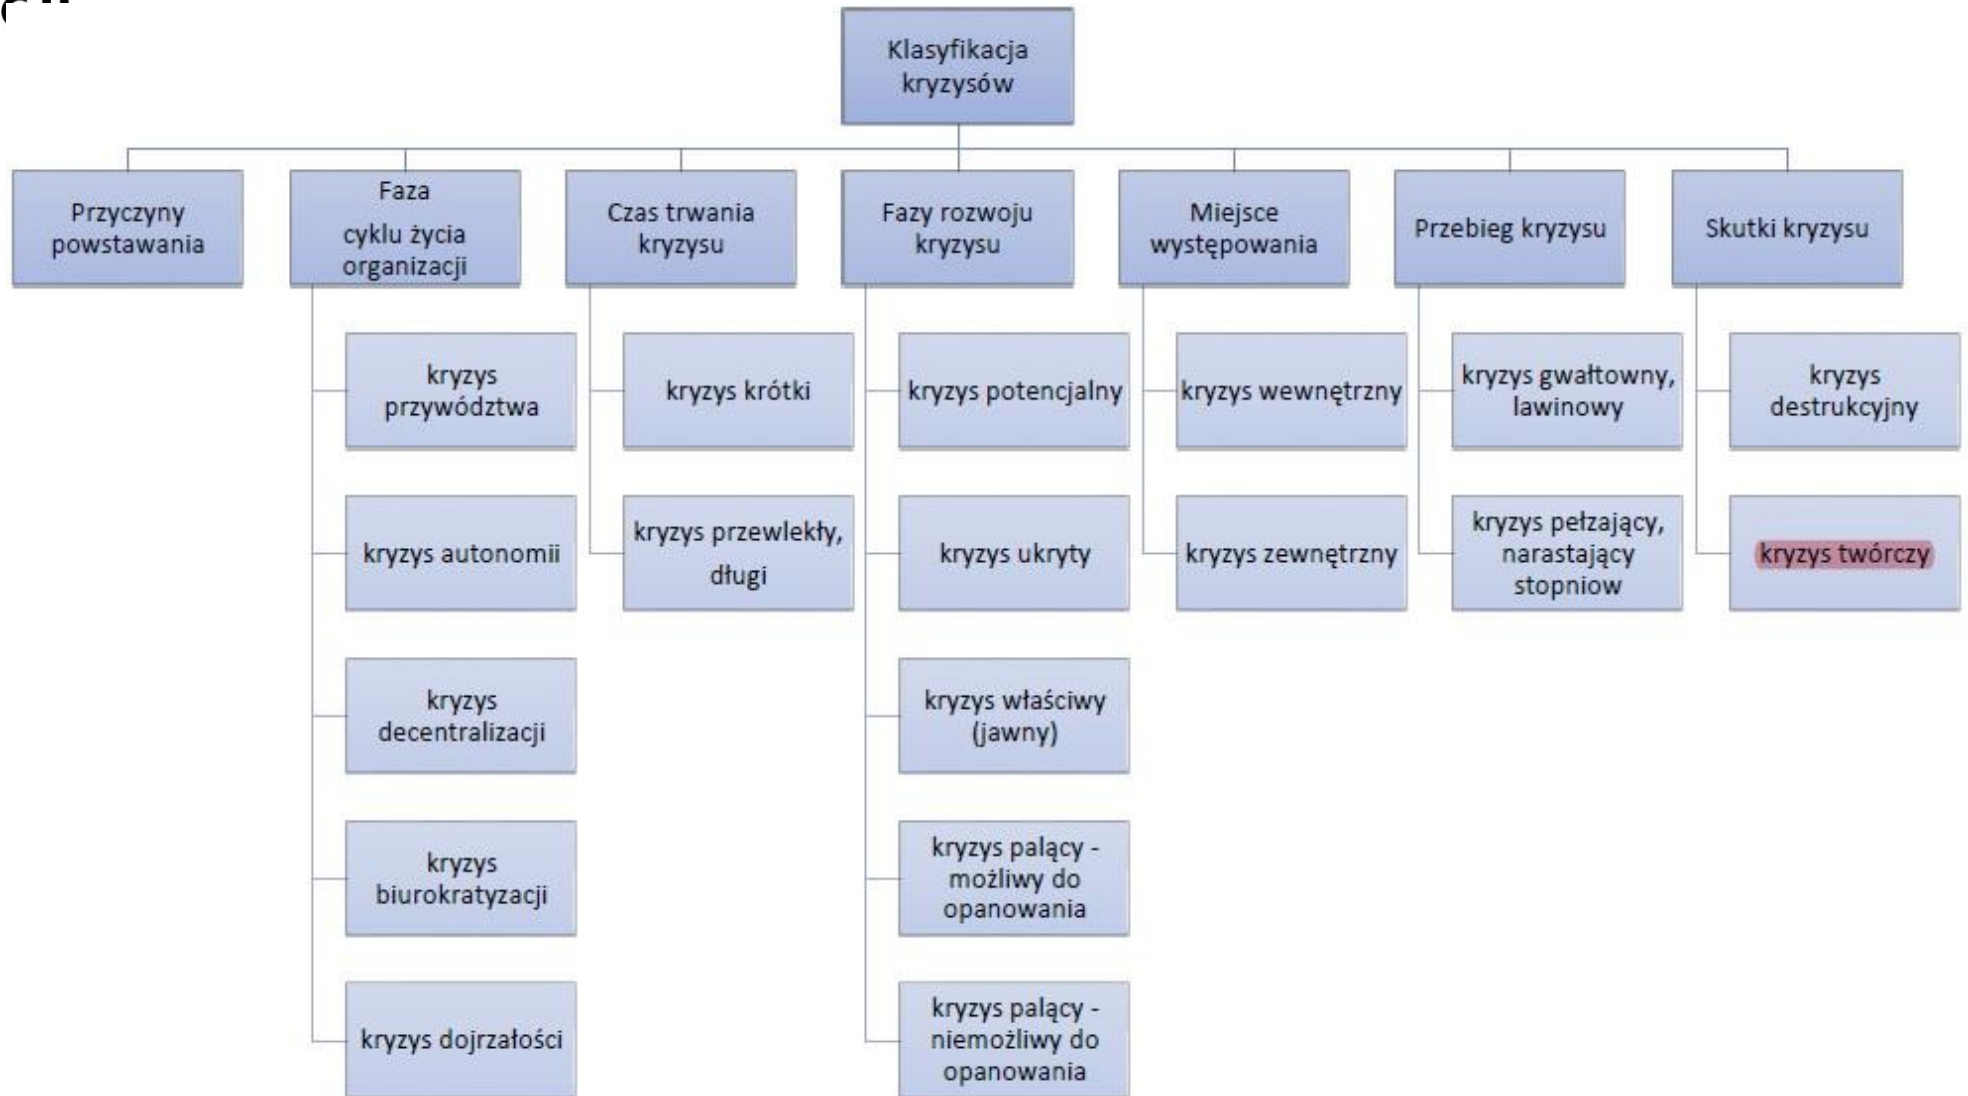 Klasyfikacja
kryzysów
Przyczyny
powstawania
Faza
cyklu życia
organizacji
kryzys
przywództwa
kryzys autonomii
kryzys
decentralizacji
kryzys
biurokratyzacji
kryzys dojrzałości
Czas trwania
kryzysu
kryzys krótki
kryzys przewlekły,
długi
Fazy rozwoju
kryzysu
kryzys potencjalny
kryzys ukryty
kryzys właściwy
(jawny)
kryzys palący -
możliwy do
opanowania
kryzys palący -
niemożliwy do
opanowania
Miejsce
występowania
kryzys wewnętrzny
kryzys zewnętrzny
Przebieg kryzysu
kryzys gwałtowny,
lawinowy
kryzys pełzający,
narastający
stopniow
Skutki kryzysu
kryzys
destrukcyjny
kryzys twórczy